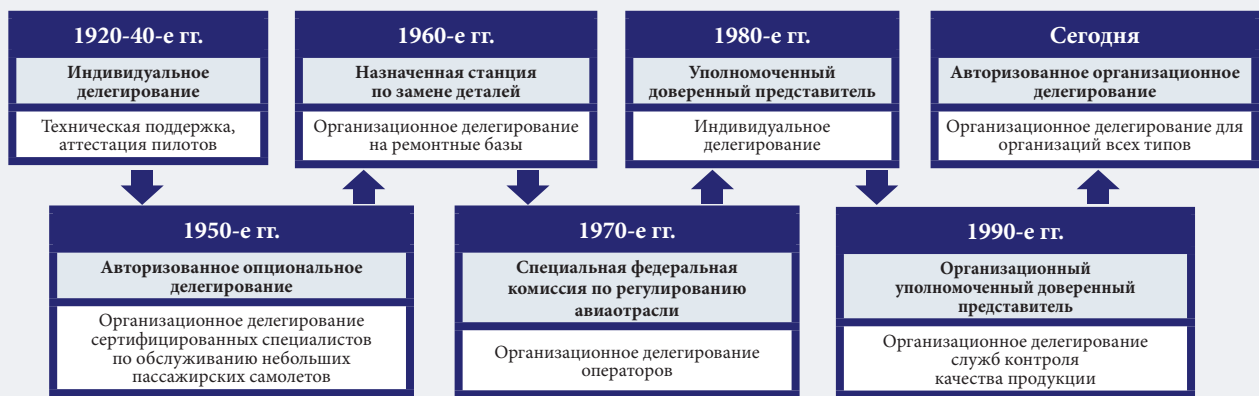 1920-40-е гг.
Индивидуальное
делегирование
Техническая поддержка,
аттестация пилотов
1950-е гг.
Авторизованное опциональное
делегирование
Организационное делегирование
сертифицированных специалистов
по обслуживанию небольших
пассажирских самолетов
1960-е гг.
Назначенная станция
по замене деталей
Организационное делегирование
на ремонтные базы
1970-е гг.
Специальная федеральная
комиссия по регулированию
авиаотрасли
Организационное делегирование
операторов
1980-е гг.
Уполномоченный
доверенный представитель
Индивидуальное
делегирование
1990-е гг.
Организационный
уполномоченный доверенный
представитель
Организационное делегирование
служб контроля
качества продукции
Сегодня
Авторизованное организационное
делегирование
Организационное делегирование для
организаций всех типов